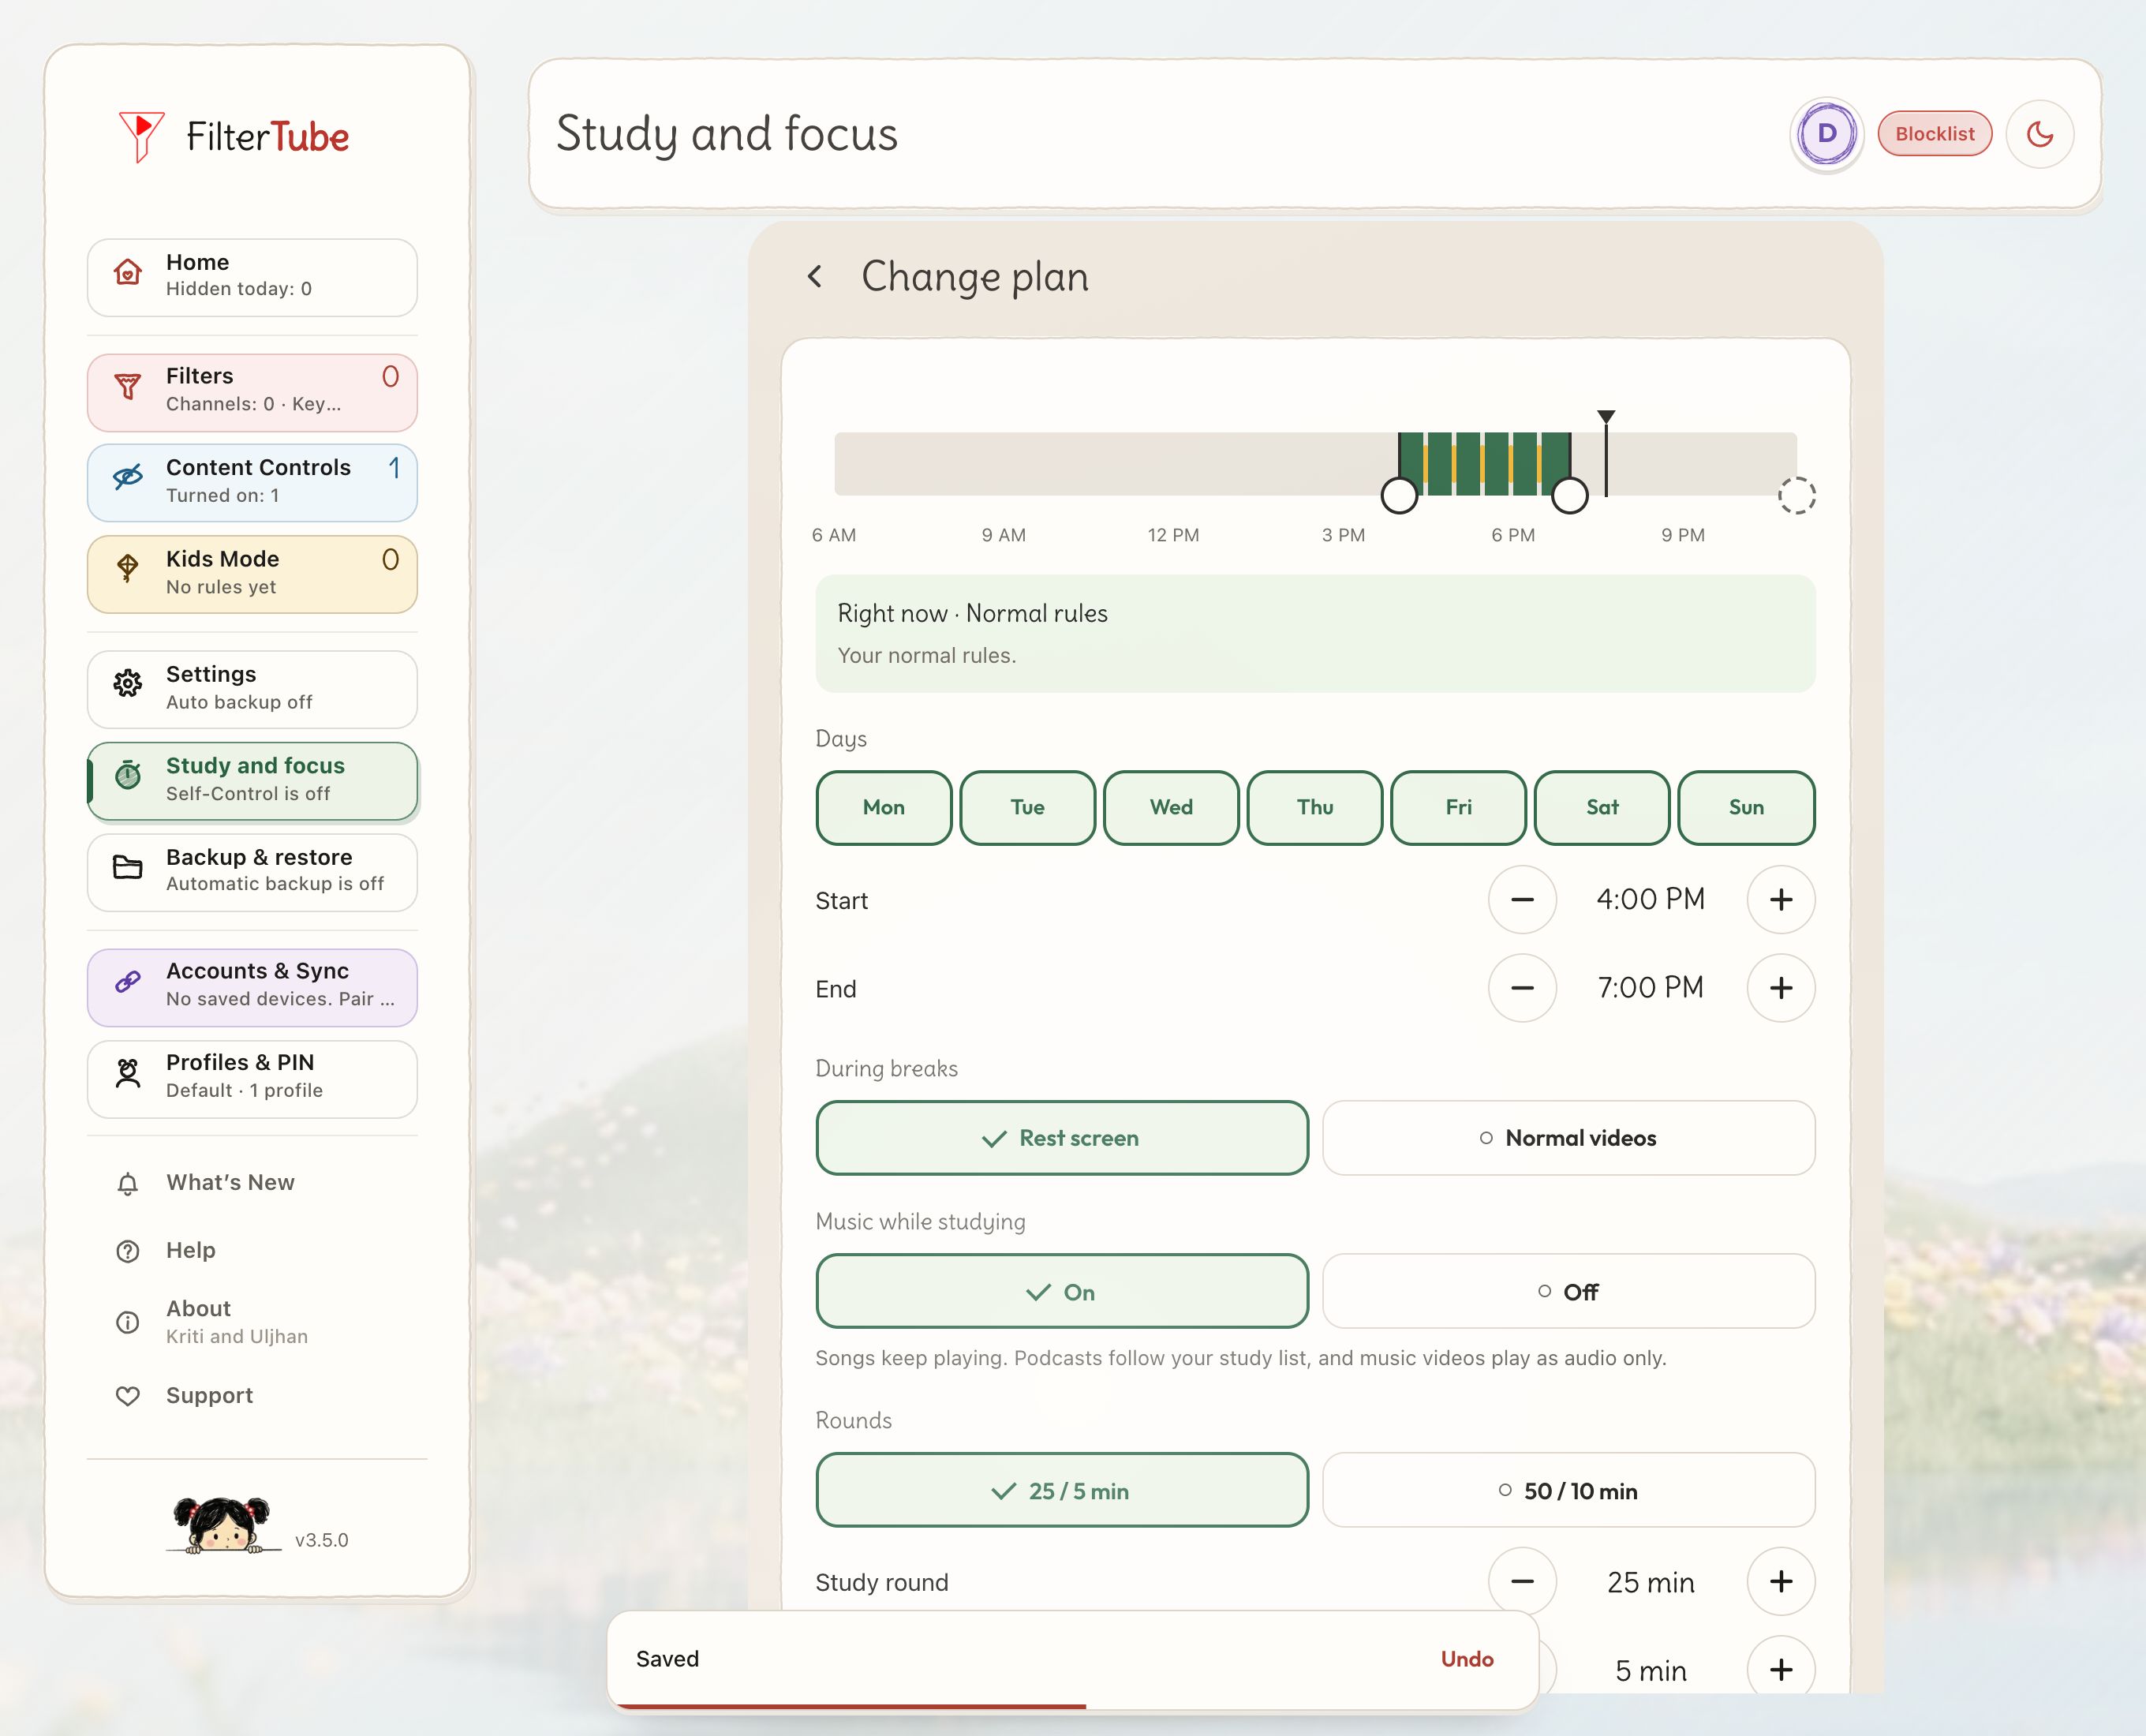 FilterTube
Home
Hidden today: 0
Filters
0
Channels: 0 · Key...
Content Controls
1
Turned on: 1
Kids Mode
0
No rules yet
Settings
Auto backup off
Study and focus
Self-Control is off
Backup & restore
Automatic backup is off
Accounts & Sync
No saved devices. Pair ...
Profiles & PIN
Default · 1 profile
What's New
Help
About
Kriti and Uljhan
Support
v3.5.0
Study and focus
D
Blocklist
Change plan
6 AM 9 AM 12 PM 3 PM 6 PM 9 PM
Right now · Normal rules
Your normal rules.
Days
Mon Tue Wed Thu Fri Sat Sun
Start
4:00 PM
End
7:00 PM
During breaks
Rest screen
Normal videos
Music while studying
On
Off
Songs keep playing. Podcasts follow your study list, and music videos play as audio only.
Rounds
25 / 5 min
50 / 10 min
Study round
25 min
5 min
Saved
Undo